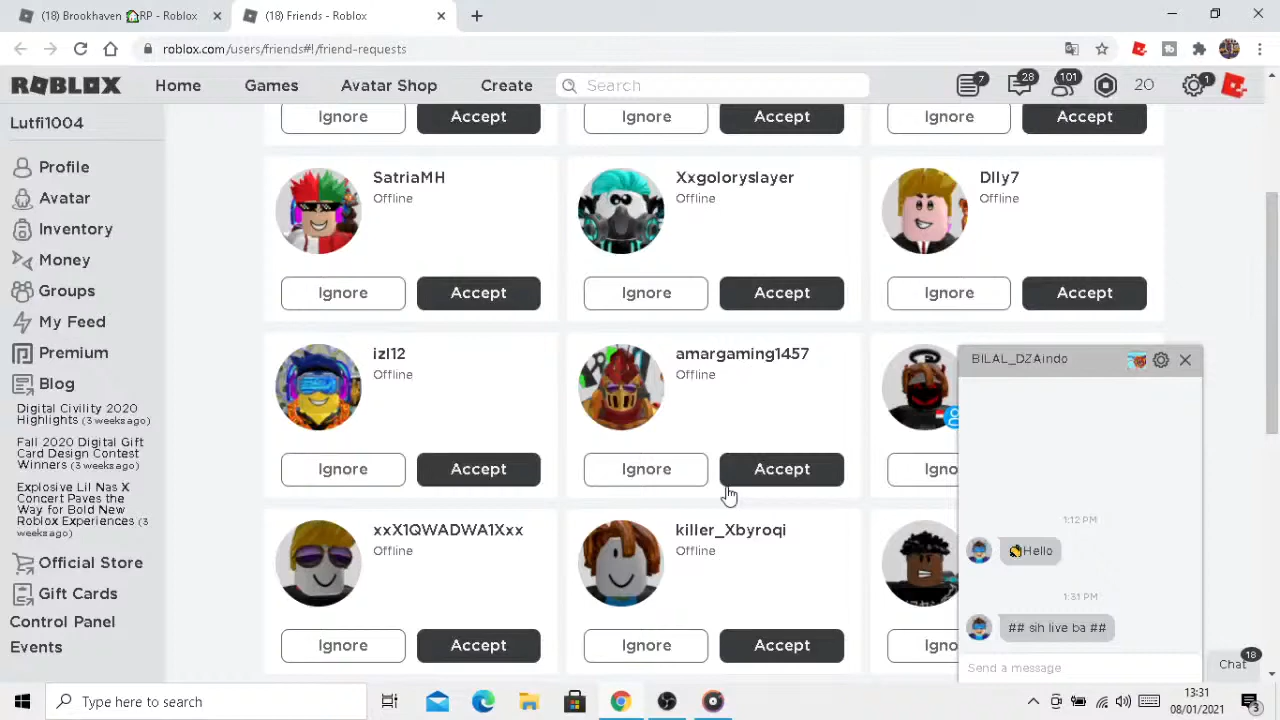 (18) Brookhaven 🏠RP - Roblox
(18) Friends - Roblox
roblox.com/users/friends#!/friend-requests
ROBLOX
Home
Games
Avatar Shop
Create
Search
7
28
101
20
1
Lutfi1004
Profile
Avatar
Inventory
Money
Groups
My Feed
Premium
Blog
Digital Civility 2020
Highlights (3 weeks ago)
Fall 2020 Digital Gift
Card Design Contest
Winners (3 weeks ago)
Explosive Lil Nas X
Concert Paves the
Way for Bold New
Roblox Experiences (3
weeks ago)
Official Store
Gift Cards
Control Panel
Events
Ignore
Accept
Ignore
Accept
Ignore
Accept
SatriaMH
Offline
Ignore
Accept
Xxgoloryslayer
Offline
Ignore
Accept
Dlly7
Offline
Ignore
Accept
izl12
Offline
Ignore
Accept
amargaming1457
Offline
Ignore
Accept
Igno
xxX1QWADWA1Xxx
Offline
Ignore
Accept
killer_Xbyroqi
Offline
Ignore
Accept
Igno
BILAL_DZAindo
1:12 PM
👏Hello
1:31 PM
## sih live ba ##
Send a message
Chat
18
Type here to search
13:31
08/01/2021
3